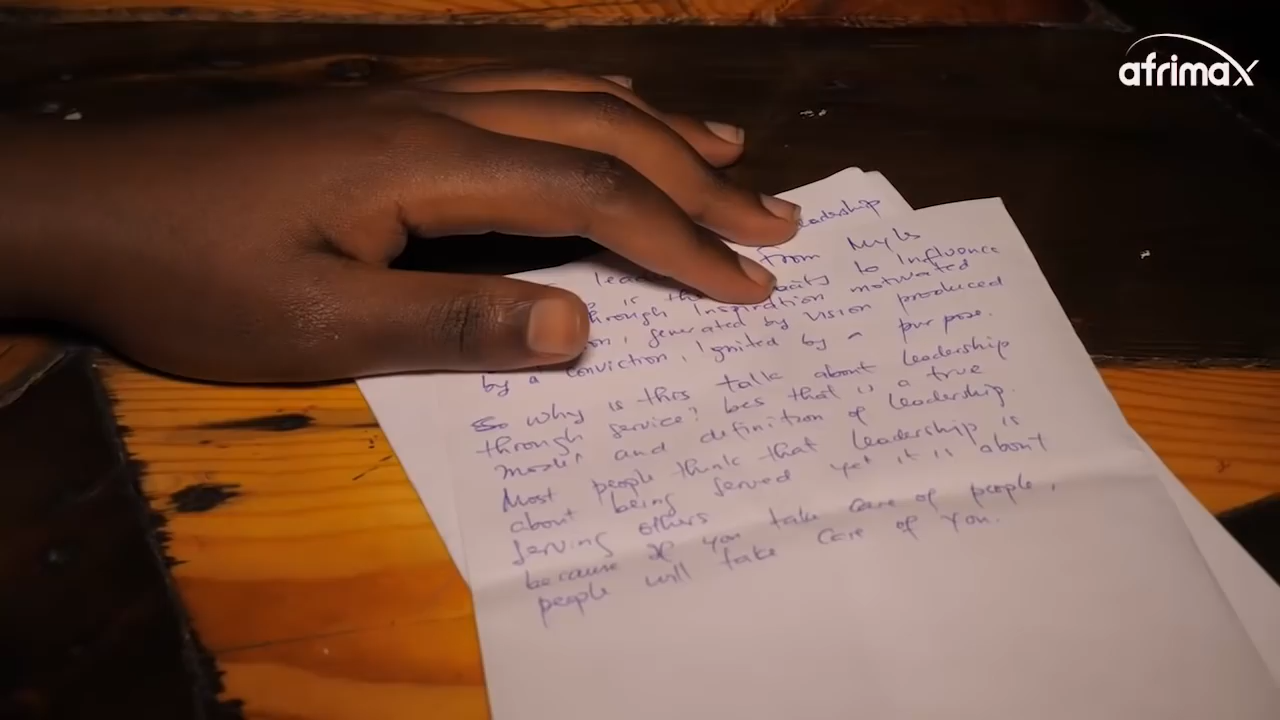 afrimax
leadership
from Myls
is the capacity to Influence
through Inspiration motivated
generated by vision produced
by a conviction, Ignited by a purpose.
So why is this talk about Leadership
through service? bcs that is a true
model and definition of Leadership.
Most people think that Leadership is
about being served yet it is about
serving others
because if you take care of people,
people will take care of you.